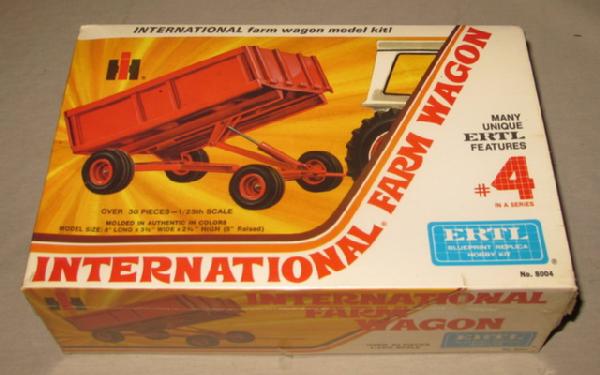 INTERNATIONAL farm wagon model kit!
IH
INTERNATIONAL® FARM WAGON
MANY
UNIQUE
ERTL
FEATURES
#4
IN A SERIES
OVER 30 PIECES—1/25th SCALE
MOLDED IN AUTHENTIC IH COLORS
ERTL
BLUEPRINT REPLICA
HOBBY KIT
No. 8004
INTERNATIONAL
FARM
WAGON
ERTL